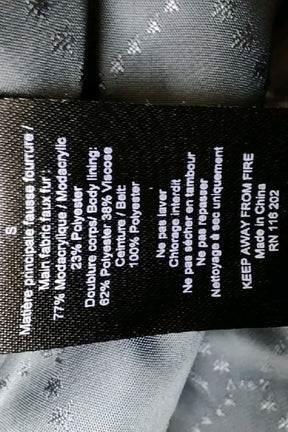 S
Matière principale fausse fourrure /
Main fabric faux fur:
77% Modacrylique / Modacrylic
23% Polyester
Doublure corps/ Body lining:
62% Polyester 38% Viscose
Ceinture / Belt:
100% Polyester
Ne pas laver
Chlorage interdit
Ne pas sécher en tambour
Ne pas repasser
Nettoyage à sec uniquement
KEEP AWAY FROM FIRE
Made in China
RN 116 202